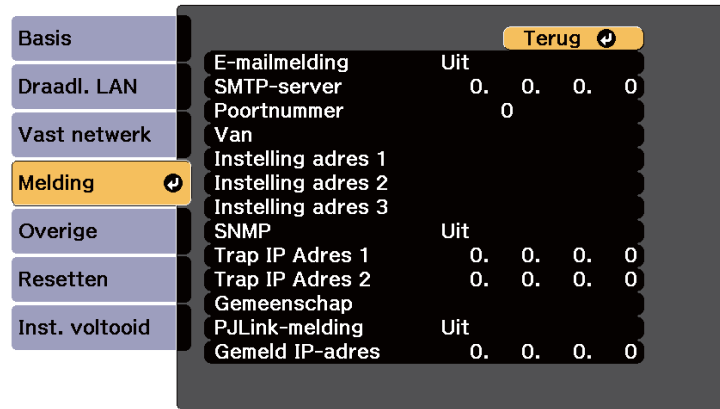 Basis
Draadl. LAN
Vast netwerk
Melding
Overige
Resetten
Inst. voltooid
Terug
E-mailmelding Uit
SMTP-server 0. 0. 0. 0
Poortnummer 0
Van
Instelling adres 1
Instelling adres 2
Instelling adres 3
SNMP Uit
Trap IP Adres 1 0. 0. 0. 0
Trap IP Adres 2 0. 0. 0. 0
Gemeenschap
PJLink-melding Uit
Gemeld IP-adres 0. 0. 0. 0